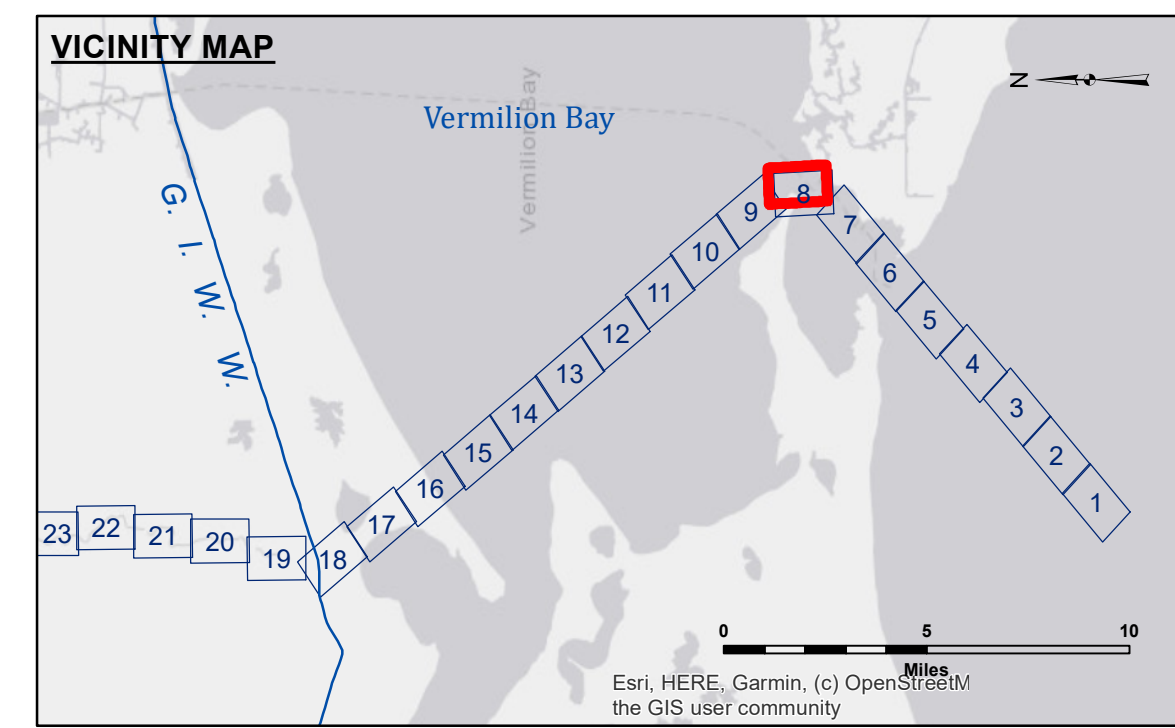 VICINITY MAP
N
Vermilion Bay
Vermilion Bay
G. I. W. W.
8
9
7
10
6
11
5
12
4
13
3
14
2
15
1
16
17
18
19
20
21
22
23
0 5 10
Miles
Esri, HERE, Garmin, (c) OpenStreetM
the GIS user community